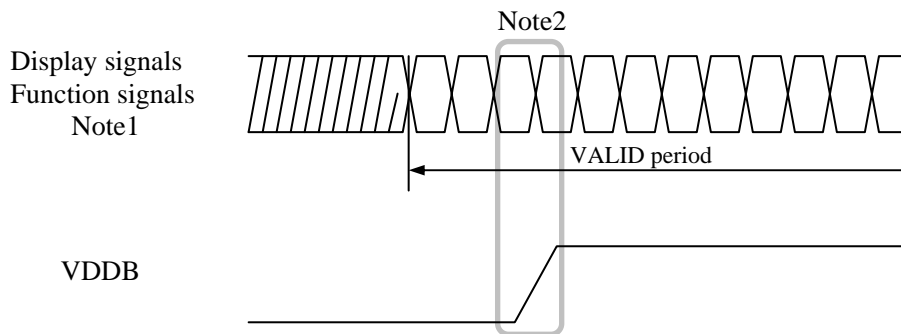 Note2
Display signals
Function signals
Note1
VALID period
VDDB